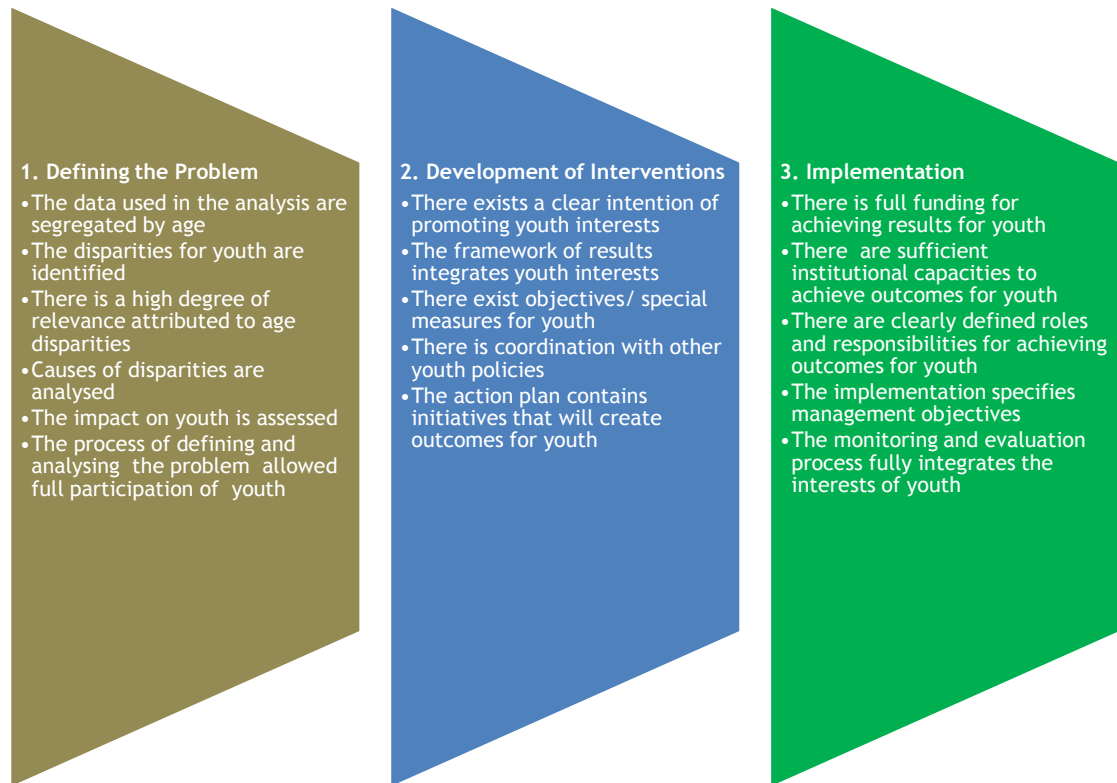 1. Defining the Problem
•The data used in the analysis are
segregated by age
•The disparities for youth are
identified
•There is a high degree of
relevance attributed to age
disparities
•Causes of disparities are
analysed
•The impact on youth is assessed
•The process of defining and
analysing  the problem  allowed
full participation of  youth
2. Development of Interventions
•There exists a clear intention of
promoting youth interests
•The framework of results
integrates youth interests
•There exist objectives/ special
measures for youth
•There is coordination with other
youth policies
•The action plan contains
initiatives that will create
outcomes for youth
3. Implementation
•There is full funding for
achieving results for youth
•There  are sufficient
institutional capacities to
achieve outcomes for youth
•There are clearly defined roles
and responsibilities for achieving
outcomes for youth
•The implementation specifies
management objectives
•The monitoring and evaluation
process fully integrates the
interests of youth